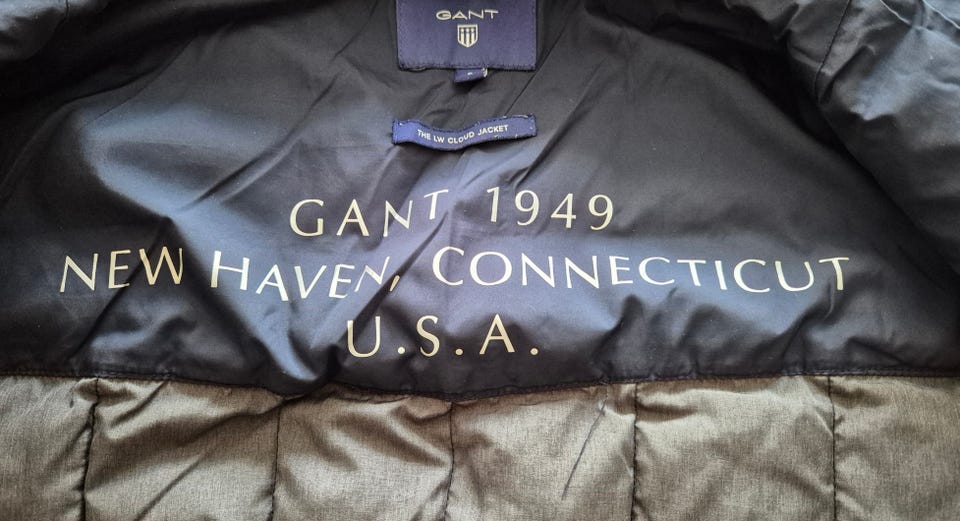 GANT
THE LW CLOUD JACKET
GANT 1949
NEW HAVEN, CONNECTICUT
U.S.A.